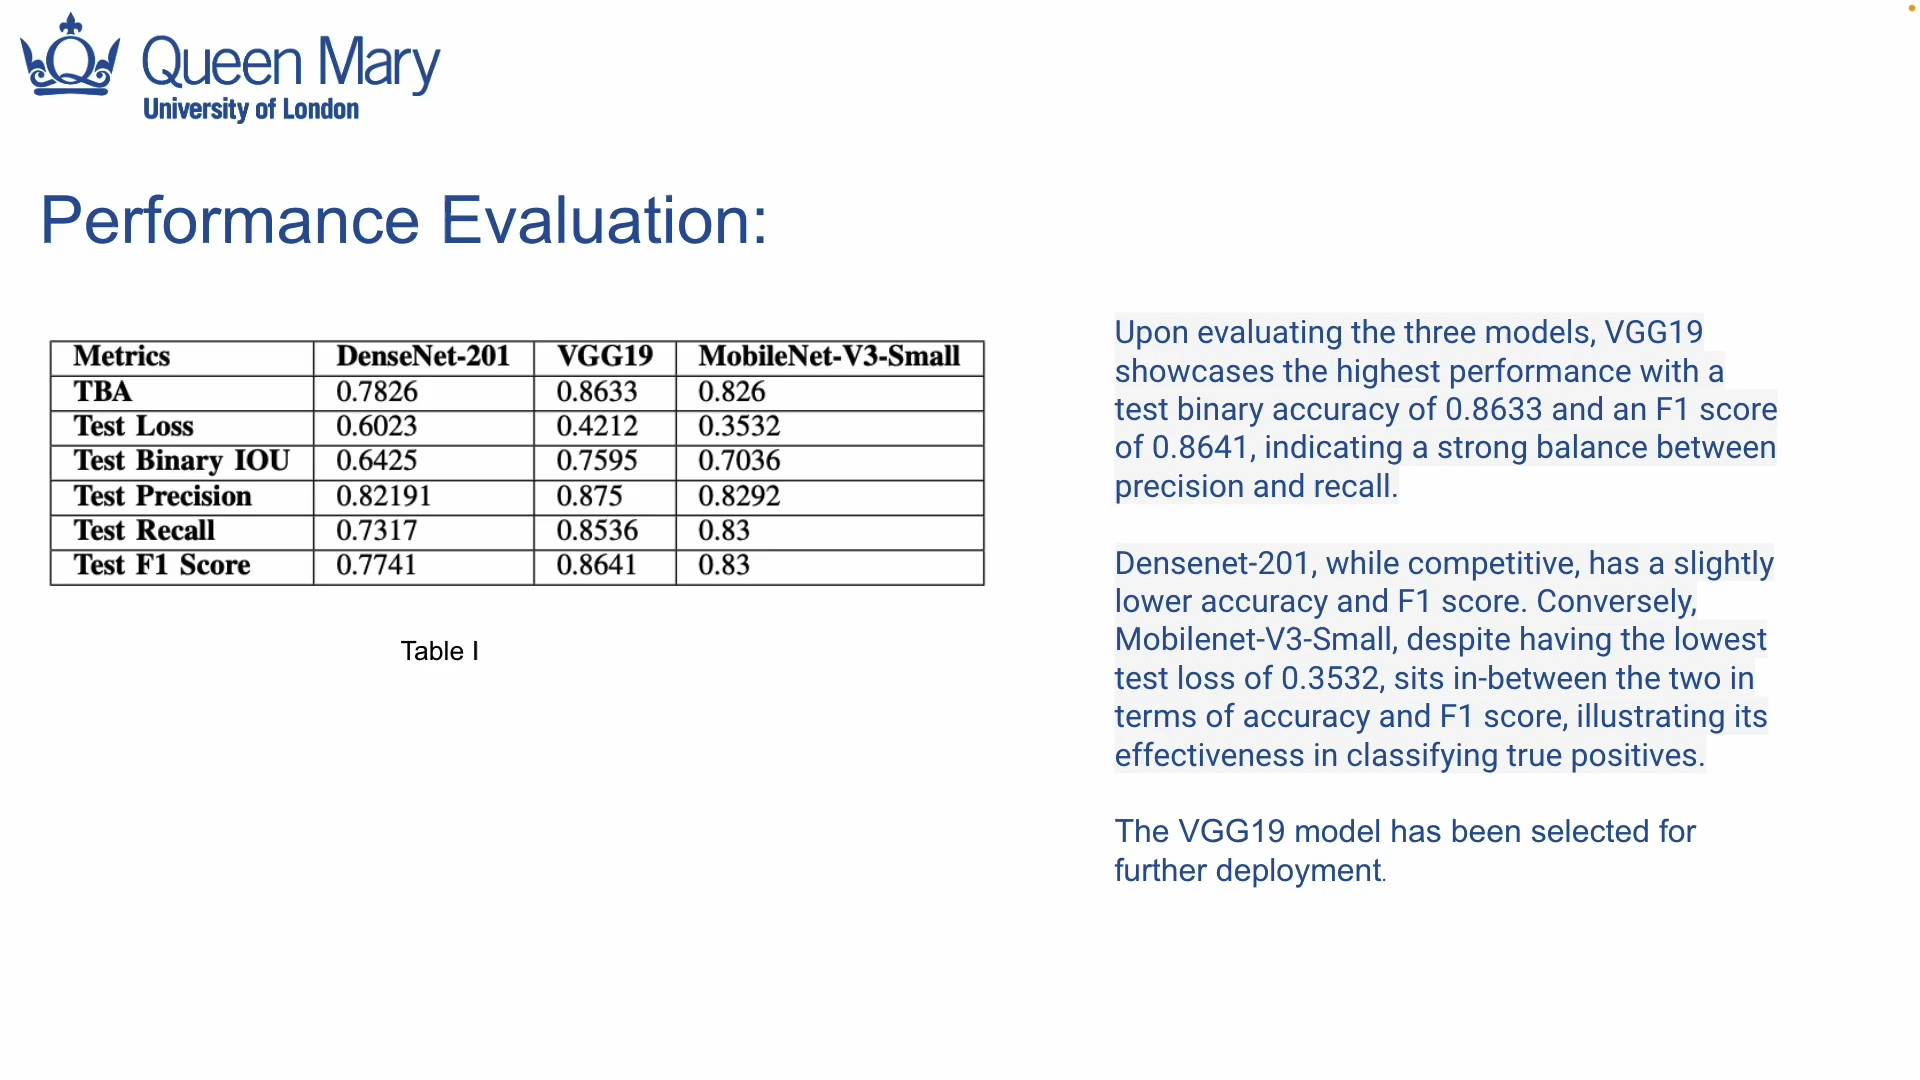 Queen Mary
University of London
Performance Evaluation:
Metrics DenseNet-201 VGG19 MobileNet-V3-Small
TBA 0.7826 0.8633 0.826
Test Loss 0.6023 0.4212 0.3532
Test Binary IOU 0.6425 0.7595 0.7036
Test Precision 0.82191 0.875 0.8292
Test Recall 0.7317 0.8536 0.83
Test F1 Score 0.7741 0.8641 0.83
Table I
Upon evaluating the three models, VGG19
showcases the highest performance with a
test binary accuracy of 0.8633 and an F1 score
of 0.8641, indicating a strong balance between
precision and recall.
Densenet-201, while competitive, has a slightly
lower accuracy and F1 score. Conversely,
Mobilenet-V3-Small, despite having the lowest
test loss of 0.3532, sits in-between the two in
terms of accuracy and F1 score, illustrating its
effectiveness in classifying true positives.
The VGG19 model has been selected for
further deployment.